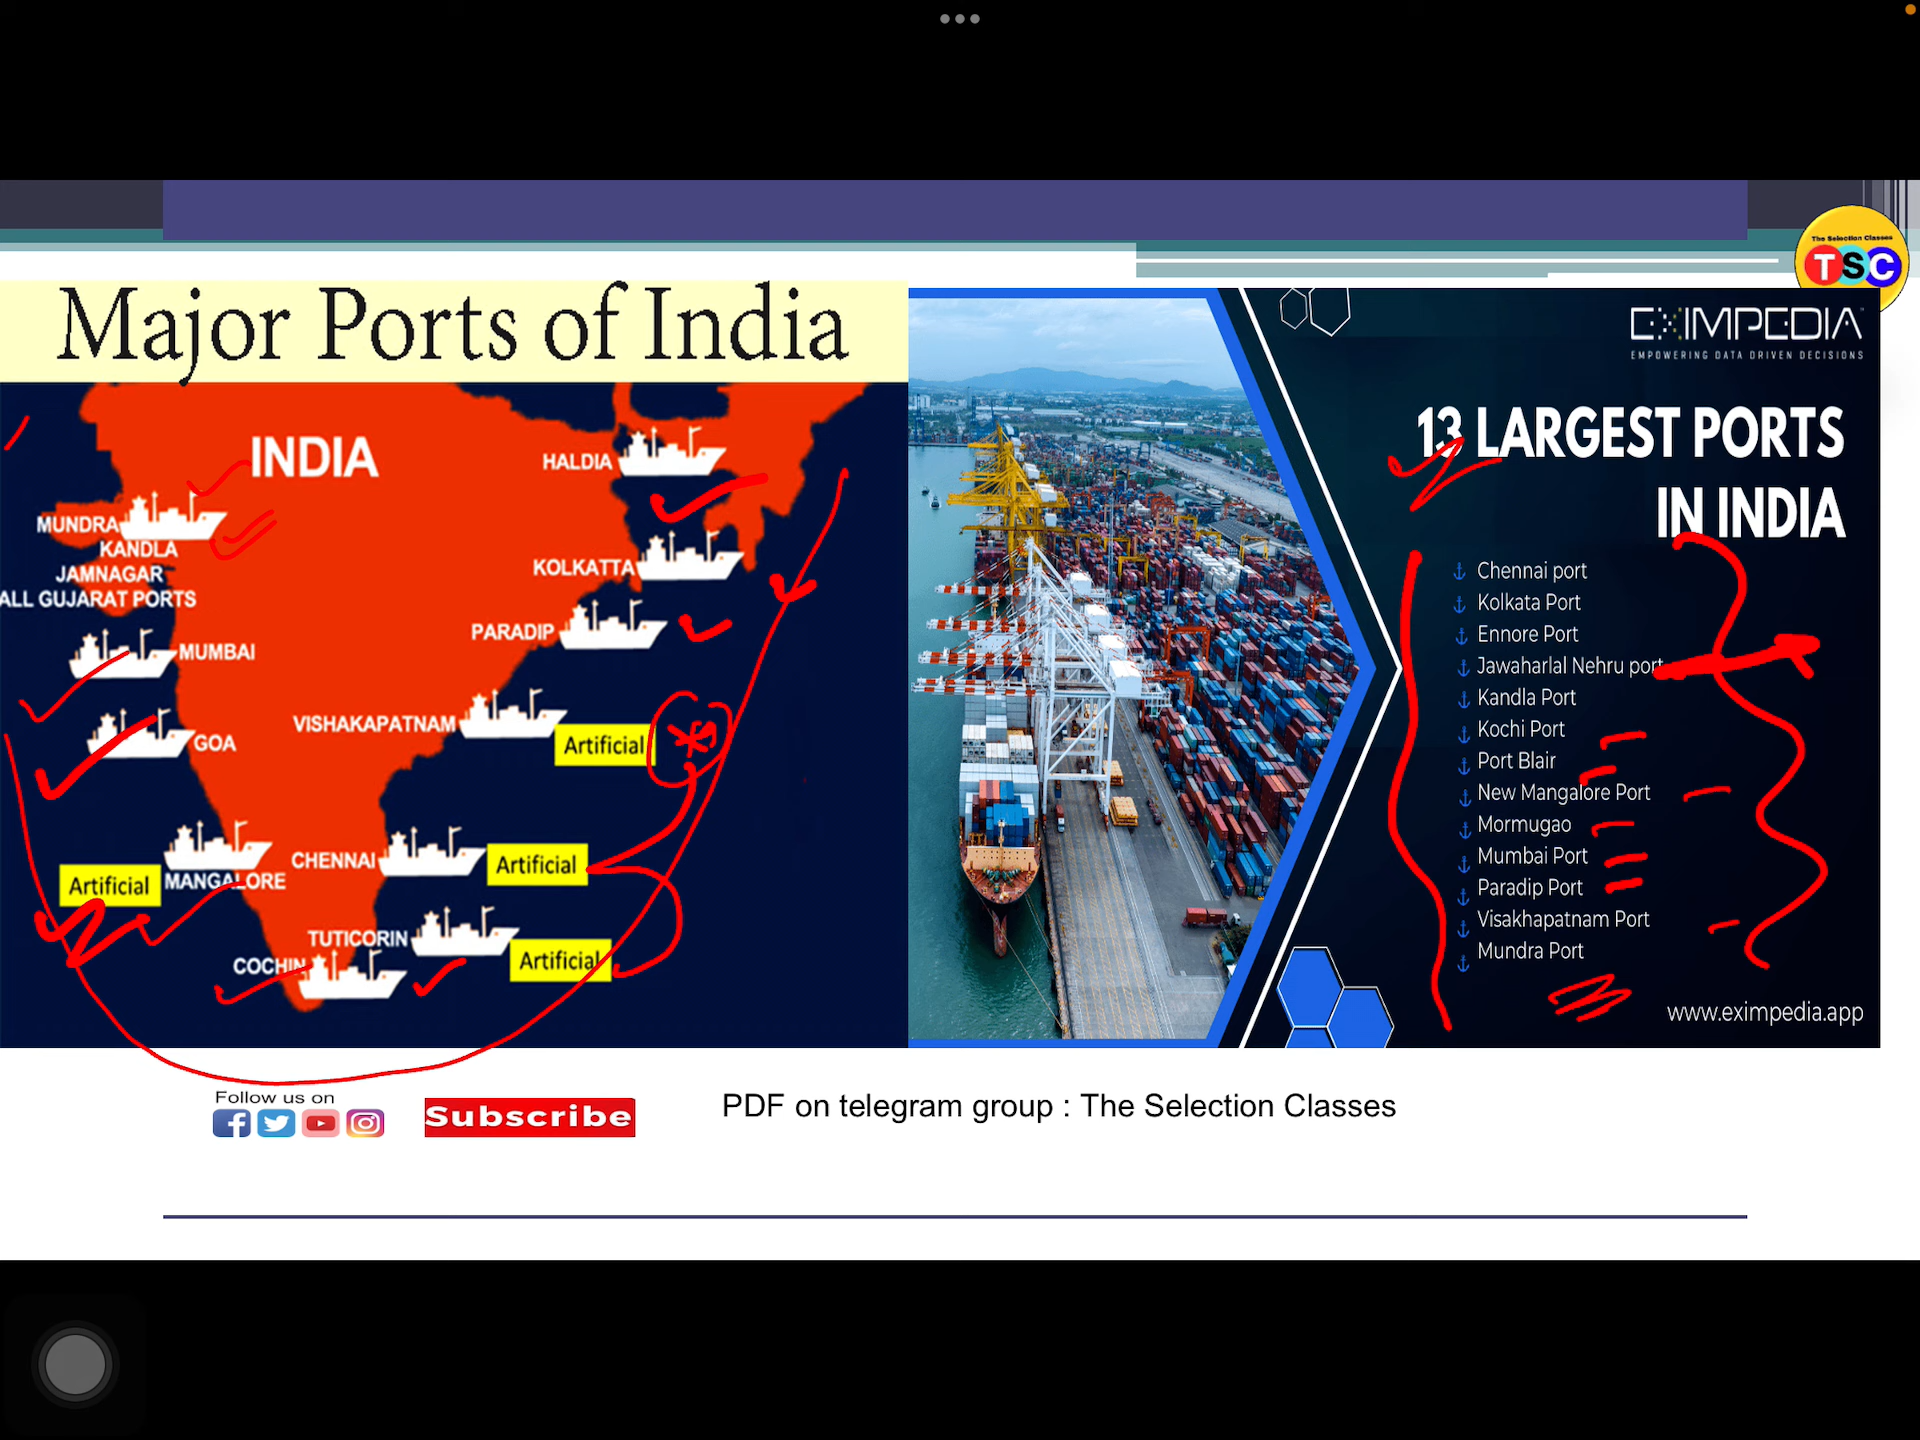 The Selection Classes
TSC
Major Ports of India
INDIA
HALDIA
MUNDRA
KANDLA
JAMNAGAR
ALL GUJARAT PORTS
KOLKATTA
PARADIP
MUMBAI
GOA
VISHAKAPATNAM
Artificial
CHENNAI
Artificial
Artificial
MANGALORE
TUTICORIN
Artificial
COCHIN
EXIMPEDIA
EMPOWERING DATA DRIVEN DECISIONS
13 LARGEST PORTS
IN INDIA
Chennai port
Kolkata Port
Ennore Port
Jawaharlal Nehru port
Kandla Port
Kochi Port
Port Blair
New Mangalore Port
Mormugao
Mumbai Port
Paradip Port
Visakhapatnam Port
Mundra Port
www.eximpedia.app
Follow us on
Subscribe
PDF on telegram group : The Selection Classes